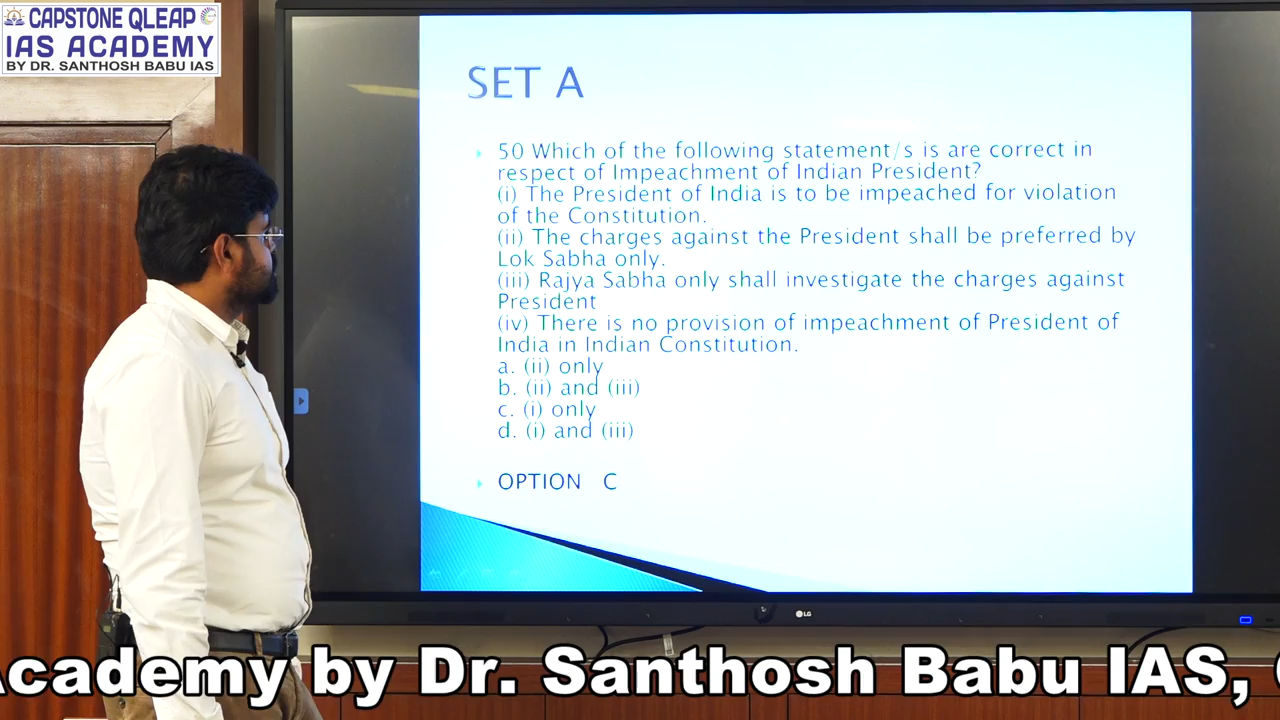 CAPSTONE QLEAP
IAS ACADEMY
BY DR. SANTHOSH BABU IAS
SET A
50 Which of the following statement/s is are correct in
respect of Impeachment of Indian President?
(i) The President of India is to be impeached for violation
of the Constitution.
(ii) The charges against the President shall be preferred by
Lok Sabha only.
(iii) Rajya Sabha only shall investigate the charges against
President
(iv) There is no provision of impeachment of President of
India in Indian Constitution.
a. (ii) only
b. (ii) and (iii)
c. (i) only
d. (i) and (iii)
OPTION C
LG
Academy by Dr. Santhosh Babu IAS,